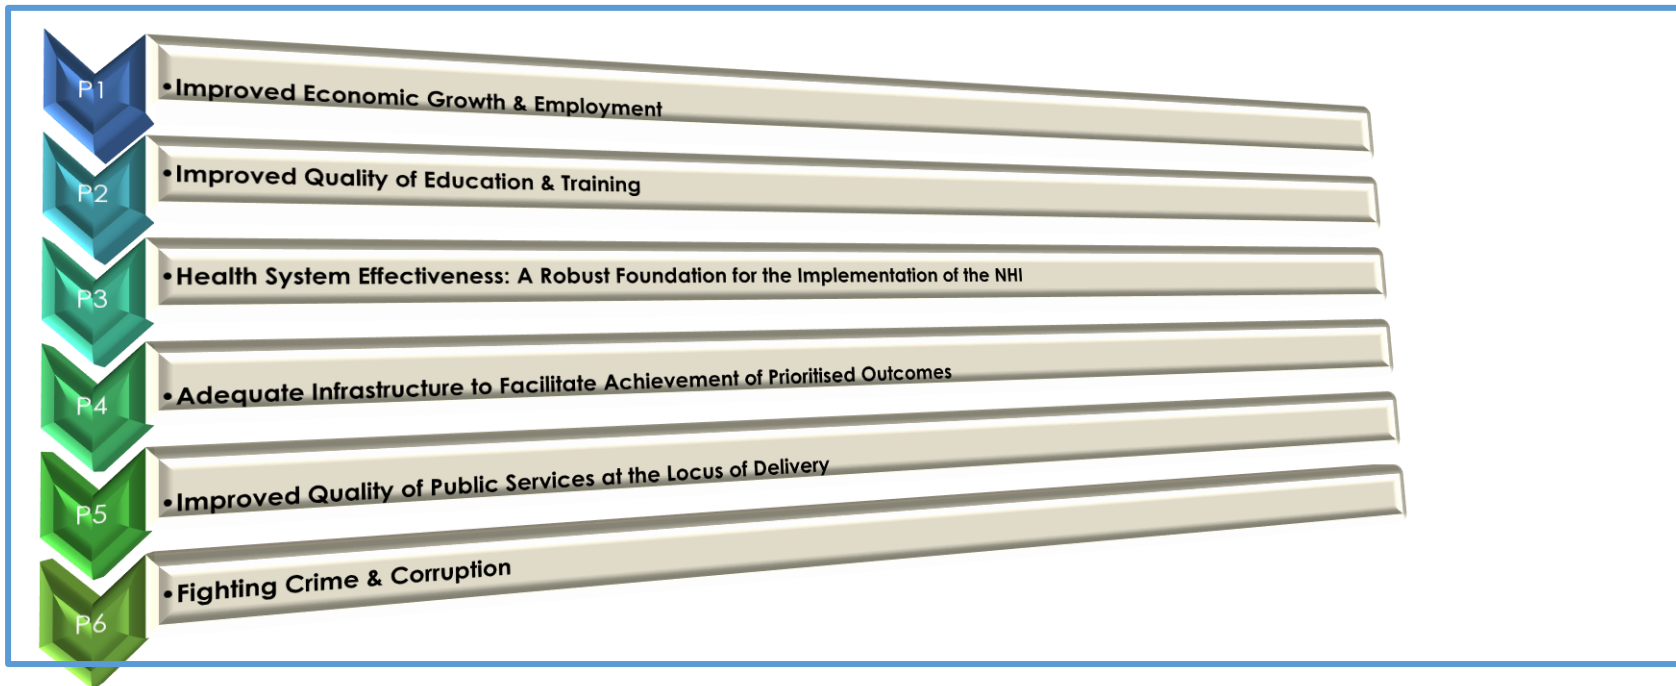 P1
•Improved Economic Growth & Employment
P2
•Improved Quality of Education & Training
P3
•Health System Effectiveness: A Robust Foundation for the Implementation of the NHI
P4
•Adequate Infrastructure to Facilitate Achievement of Prioritised Outcomes
P5
•Improved Quality of Public Services at the Locus of Delivery
P6
•Fighting Crime & Corruption